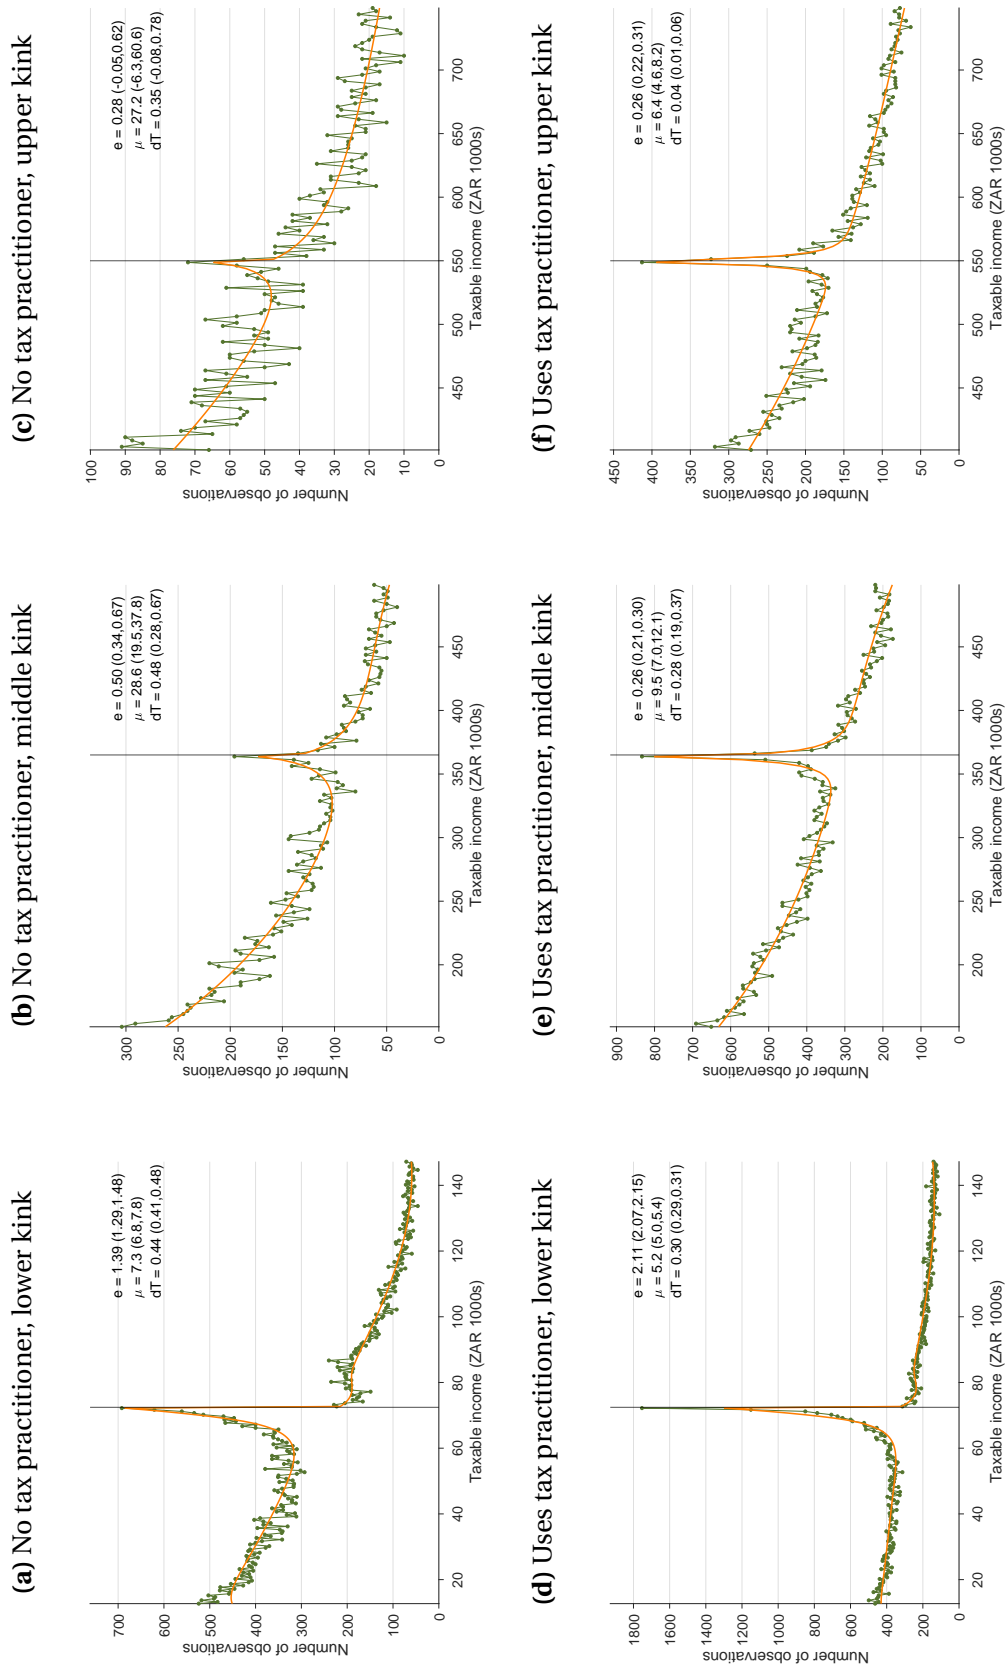 (a) No tax practitioner, lower kink
e = 1.39 (1.29,1.48)
μ = 7.3 (6.8,7.8)
dT = 0.44 (0.41,0.48)
Number of observations
700
600
500
400
300
200
100
0
20 40 60 80 100 120 140
Taxable income (ZAR 1000s)
(b) No tax practitioner, middle kink
e = 0.50 (0.34,0.67)
μ = 28.6 (19.5,37.8)
dT = 0.48 (0.28,0.67)
Number of observations
300
250
200
150
100
50
0
200 250 300 350 400 450
Taxable income (ZAR 1000s)
(c) No tax practitioner, upper kink
e = 0.28 (-0.05,0.62)
μ = 27.2 (-6.3,60.6)
dT = 0.35 (-0.08,0.78)
Number of observations
100
90
80
70
60
50
40
30
20
10
0
450 500 550 600 650 700
Taxable income (ZAR 1000s)
(d) Uses tax practitioner, lower kink
e = 2.11 (2.07,2.15)
μ = 5.2 (5.0,5.4)
dT = 0.30 (0.29,0.31)
Number of observations
1800
1600
1400
1200
1000
800
600
400
200
0
20 40 60 80 100 120 140
Taxable income (ZAR 1000s)
(e) Uses tax practitioner, middle kink
e = 0.26 (0.21,0.30)
μ = 9.5 (7.0,12.1)
dT = 0.28 (0.19,0.37)
Number of observations
900
800
700
600
500
400
300
200
100
0
200 250 300 350 400 450
Taxable income (ZAR 1000s)
(f) Uses tax practitioner, upper kink
e = 0.26 (0.22,0.31)
μ = 6.4 (4.6,8.2)
dT = 0.04 (0.01,0.06)
Number of observations
450
400
350
300
250
200
150
100
50
0
450 500 550 600 650 700
Taxable income (ZAR 1000s)